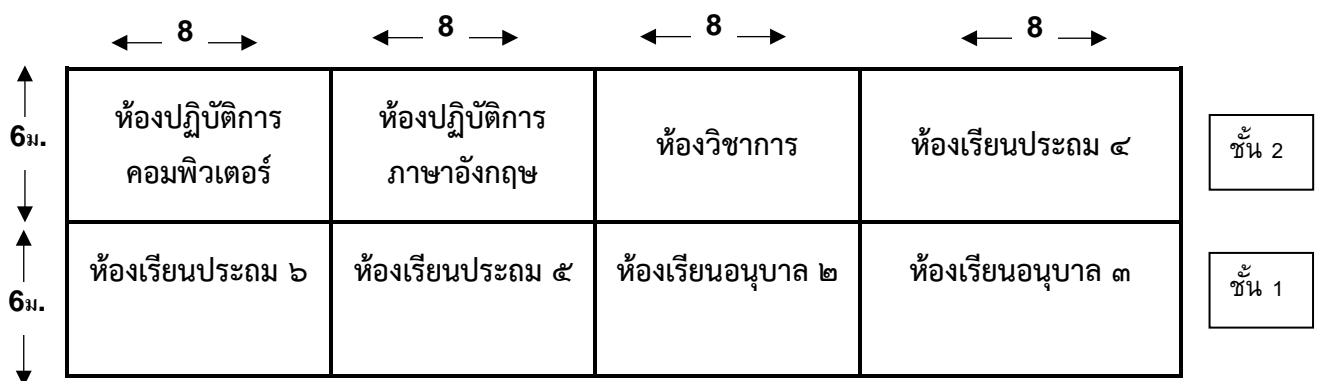 8 8 8 8
6ม.
ห้องปฏิบัติการ
คอมพิวเตอร์
ห้องปฏิบัติการ
ภาษาอังกฤษ
ห้องวิชาการ
ห้องเรียนประถม ๔
ชั้น 2
6ม.
ห้องเรียนประถม ๖
ห้องเรียนประถม ๕
ห้องเรียนอนุบาล ๒
ห้องเรียนอนุบาล ๓
ชั้น 1